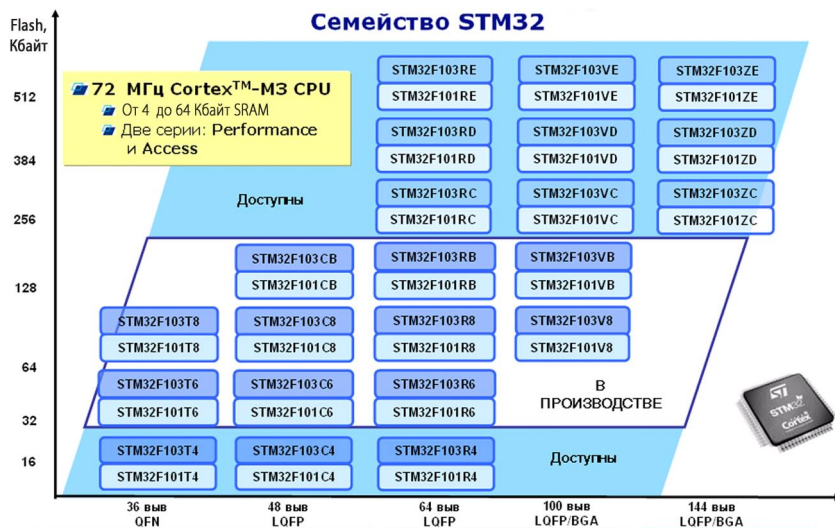 Семейство STM32
Flash,
Кбайт
72 МГц Cortex™-М3 CPU
От 4 до 64 Кбайт SRAM
Две серии: Performance
и Access
STM32F103RE STM32F103VE STM32F103ZE
512 STM32F101RE STM32F101VE STM32F101ZE
STM32F103RD STM32F103VD STM32F103ZD
384 STM32F101RD STM32F101VD STM32F101ZD
Доступны STM32F103RC STM32F103VC STM32F103ZC
256 STM32F101RC STM32F101VC STM32F101ZC
STM32F103CB STM32F103RB STM32F103VB
128 STM32F101CB STM32F101RB STM32F101VB
STM32F103T8 STM32F103C8 STM32F103R8 STM32F103V8
STM32F101T8 STM32F101C8 STM32F101R8 STM32F101V8
64
STM32F103T6 STM32F103C6 STM32F103R6
STM32F101T6 STM32F101C6 STM32F101R6
В
ПРОИЗВОДСТВЕ
32
STM32F103T4 STM32F103C4 STM32F103R4 Доступны
16 STM32F101T4 STM32F101C4 STM32F101R4
ST
STM32
Cortex
36 выв 48 выв 64 выв 100 выв 144 выв
QFN LQFP LQFP LQFP/BGA LQFP/BGA